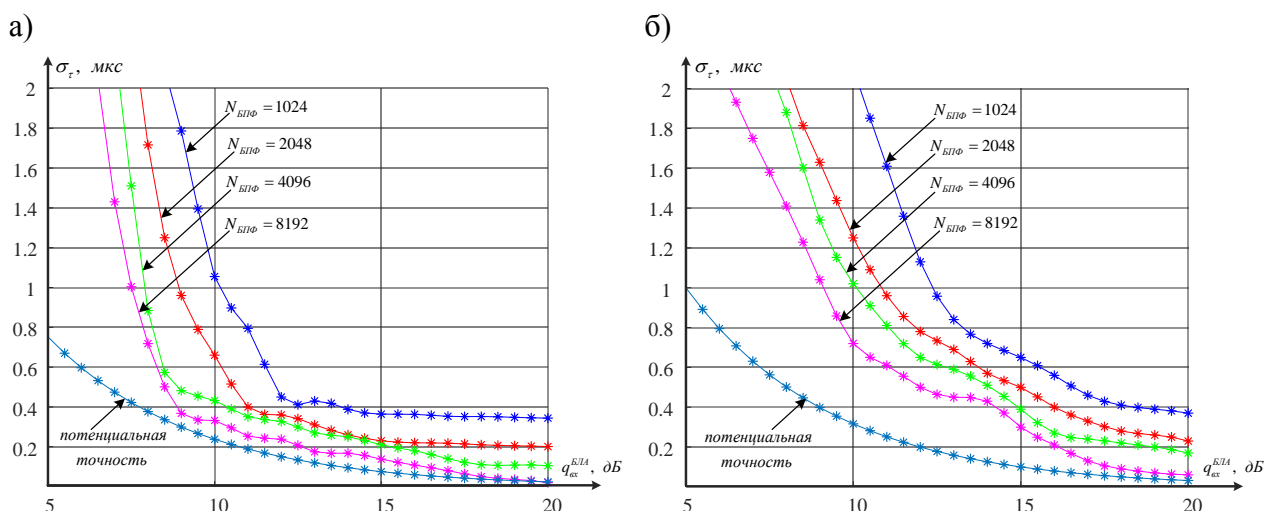 а)
σ_τ, мкс
2
1.8
1.6
1.4
1.2
1
0.8
0.6
0.4
0.2
5
10
15
20
N_БПФ = 1024
N_БПФ = 2048
N_БПФ = 4096
N_БПФ = 8192
потенциальная
точность
q_вх^БЛА, дБ
б)
σ_τ, мкс
2
1.8
1.6
1.4
1.2
1
0.8
0.6
0.4
0.2
5
10
15
20
N_БПФ = 1024
N_БПФ = 2048
N_БПФ = 4096
N_БПФ = 8192
потенциальная
точность
q_вх^БЛА, дБ